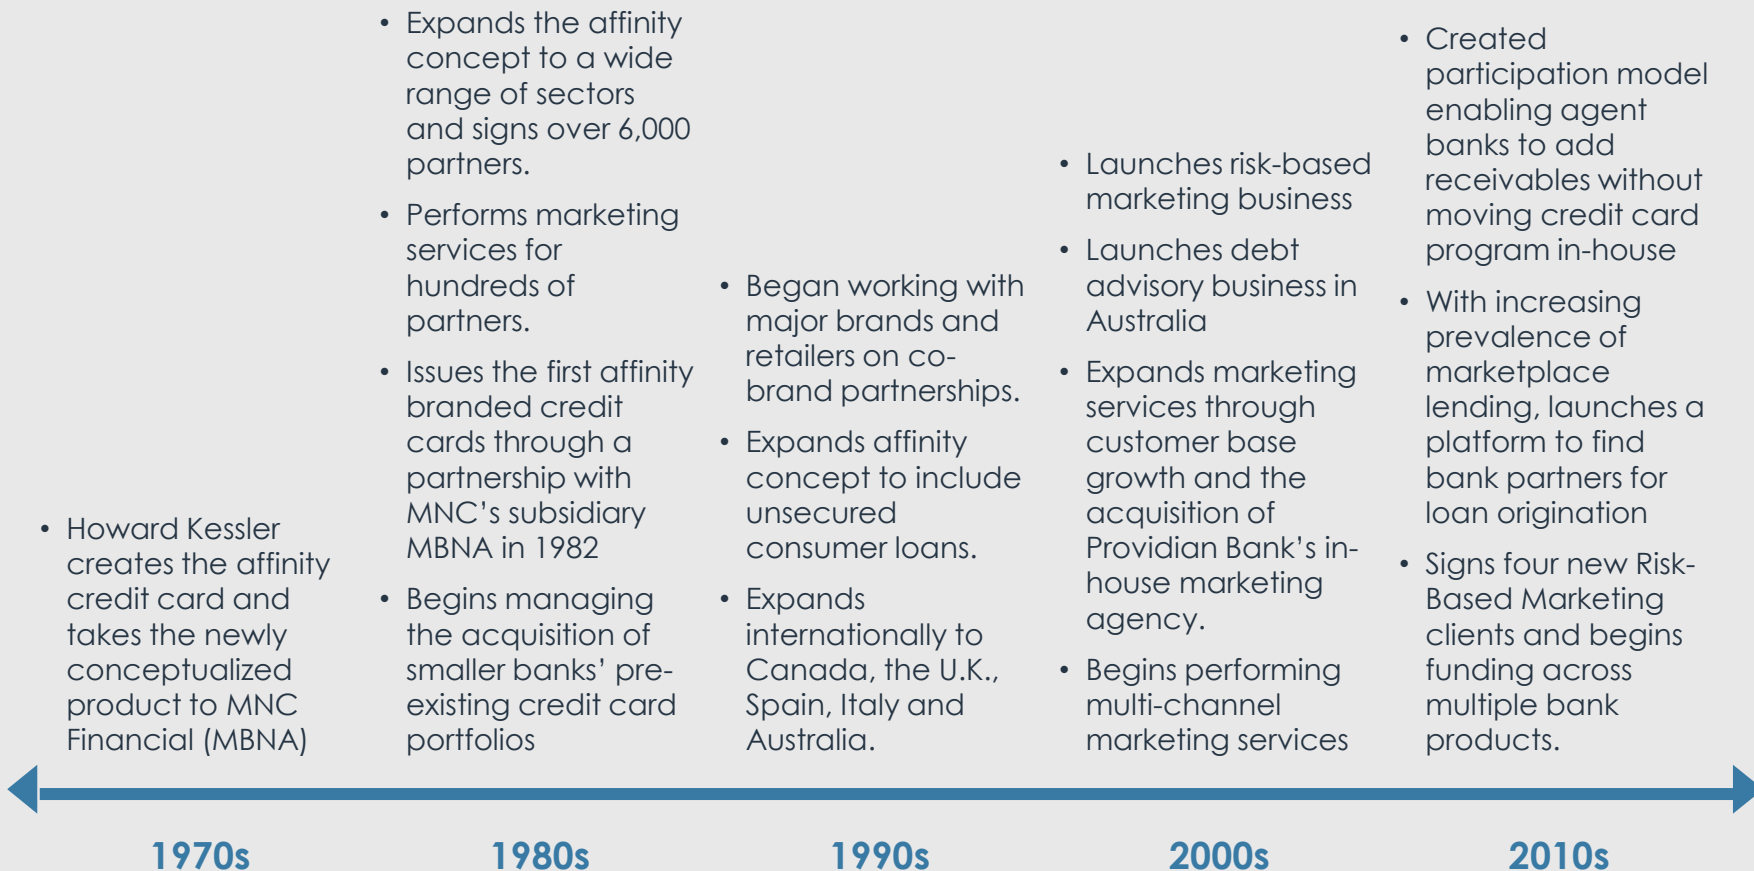 • Howard Kessler
creates the affinity
credit card and
takes the newly
conceptualized
product to MNC
Financial (MBNA)
• Expands the affinity
concept to a wide
range of sectors
and signs over 6,000
partners.
• Performs marketing
services for
hundreds of
partners.
• Issues the first affinity
branded credit
cards through a
partnership with
MNC’s subsidiary
MBNA in 1982
• Begins managing
the acquisition of
smaller banks’ pre-
existing credit card
portfolios
• Began working with
major brands and
retailers on co-
brand partnerships.
• Expands affinity
concept to include
unsecured
consumer loans.
• Expands
internationally to
Canada, the U.K.,
Spain, Italy and
Australia.
• Launches risk-based
marketing business
• Launches debt
advisory business in
Australia
• Expands marketing
services through
customer base
growth and the
acquisition of
Providian Bank’s in-
house marketing
agency.
• Begins performing
multi-channel
marketing services
• Created
participation model
enabling agent
banks to add
receivables without
moving credit card
program in-house
• With increasing
prevalence of
marketplace
lending, launches a
platform to find
bank partners for
loan origination
• Signs four new Risk-
Based Marketing
clients and begins
funding across
multiple bank
products.
1970s
1980s
1990s
2000s
2010s